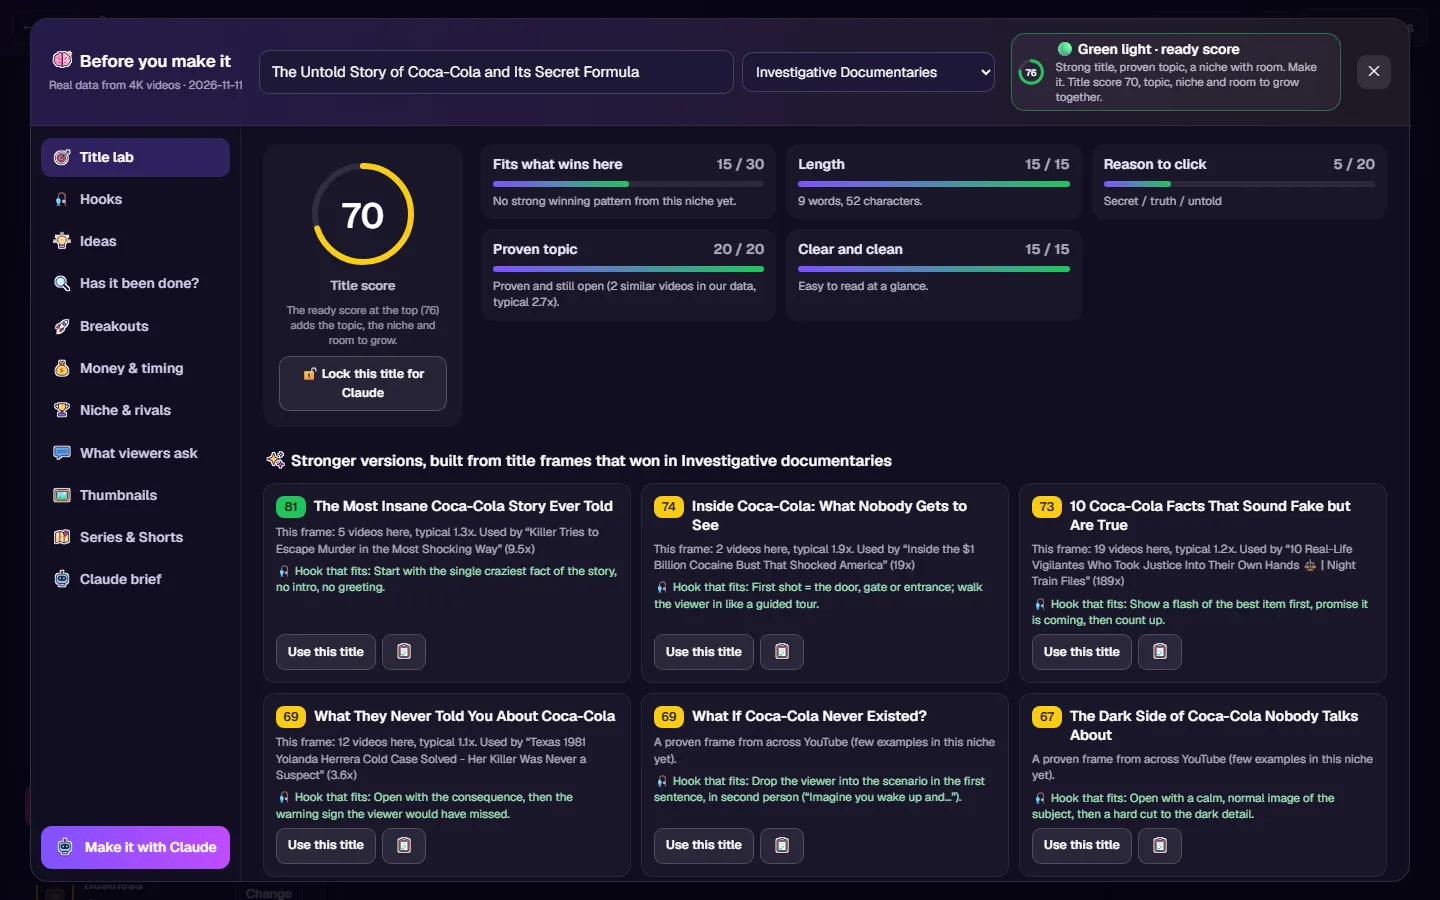 Before you make it
Real data from 4K videos · 2026-11-11
The Untold Story of Coca-Cola and Its Secret Formula
Investigative Documentaries
76
Green light · ready score
Strong title, proven topic, a niche with room. Make
it. Title score 70, topic, niche and room to grow
together.
Title lab
Hooks
Ideas
Has it been done?
Breakouts
Money & timing
Niche & rivals
What viewers ask
Thumbnails
Series & Shorts
Claude brief
Make it with Claude
70
Title score
The ready score at the top (76)
adds the topic, the niche and
room to grow.
Lock this title for
Claude
Fits what wins here 15 / 30
No strong winning pattern from this niche yet.
Length 15 / 15
9 words, 52 characters.
Reason to click 5 / 20
Secret / truth / untold
Proven topic 20 / 20
Proven and still open (2 similar videos in our data,
typical 2.7x).
Clear and clean 15 / 15
Easy to read at a glance.
Stronger versions, built from title frames that won in Investigative documentaries
81 The Most Insane Coca-Cola Story Ever Told
This frame: 5 videos here, typical 1.3x. Used by “Killer Tries to
Escape Murder in the Most Shocking Way” (9.5x)
Hook that fits: Start with the single craziest fact of the story,
no intro, no greeting.
Use this title
74 Inside Coca-Cola: What Nobody Gets to
See
This frame: 2 videos here, typical 1.9x. Used by “Inside the $1
Billion Cocaine Bust That Shocked America” (19x)
Hook that fits: First shot = the door, gate or entrance; walk
the viewer in like a guided tour.
Use this title
73 10 Coca-Cola Facts That Sound Fake but
Are True
This frame: 19 videos here, typical 1.2x. Used by “10 Real-Life
Vigilantes Who Took Justice Into Their Own Hands ⚖️ | Night
Train Files” (189x)
Hook that fits: Show a flash of the best item first, promise it
is coming, then count up.
Use this title
69 What They Never Told You About Coca-Cola
This frame: 12 videos here, typical 1.1x. Used by “Texas 1981
Yolanda Herrera Cold Case Solved - Her Killer Was Never a
Suspect” (3.6x)
Hook that fits: Open with the consequence, then the
warning sign the viewer would have missed.
Use this title
69 What If Coca-Cola Never Existed?
A proven frame from across YouTube (few examples in this niche
yet).
Hook that fits: Drop the viewer into the scenario in the first
sentence, in second person (“Imagine you wake up and…”).
Use this title
67 The Dark Side of Coca-Cola Nobody Talks
About
A proven frame from across YouTube (few examples in this niche
yet).
Hook that fits: Open with a calm, normal image of the
subject, then a hard cut to the dark detail.
Use this title
Business
Change